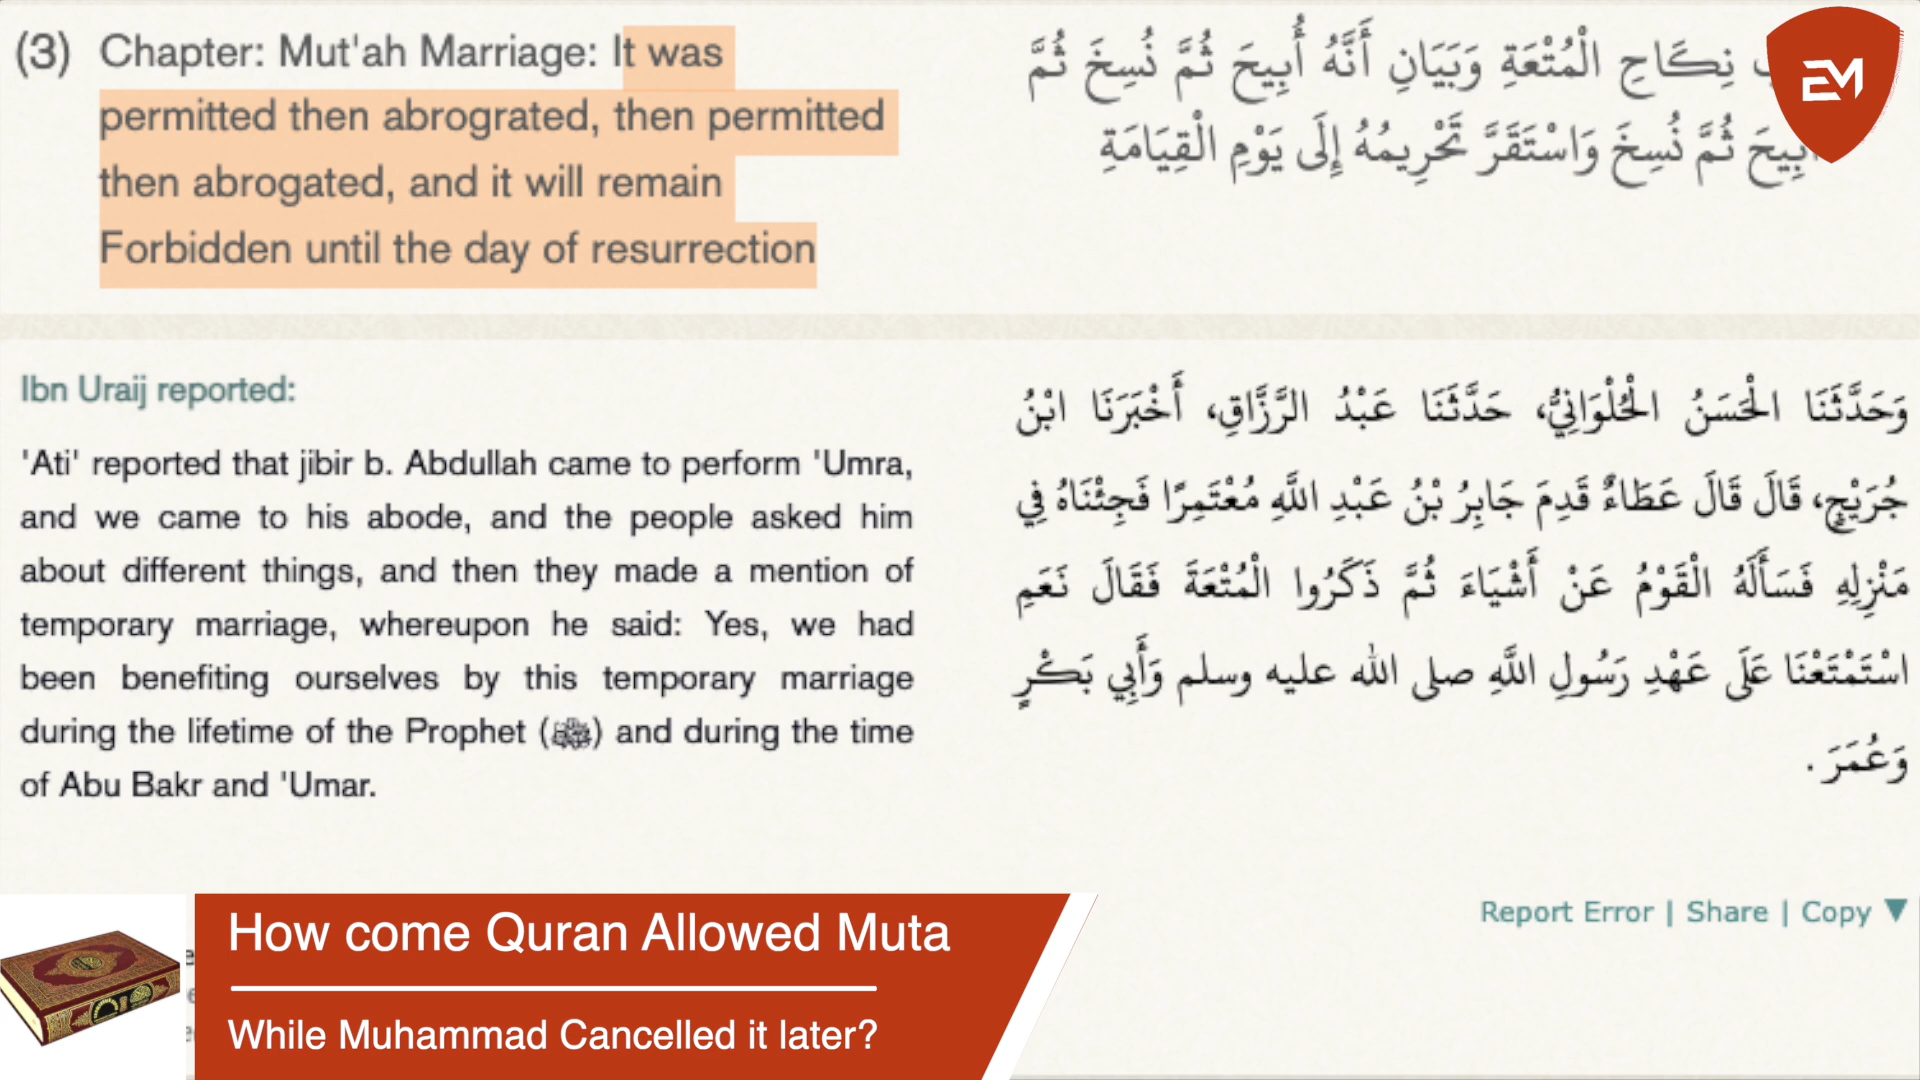 (3) Chapter: Mut'ah Marriage: It was
permitted then abrograted, then permitted
then abrogated, and it will remain
Forbidden until the day of resurrection
نِكَاحِ الْمُتْعَةِ وَبَيَانِ أَنَّهُ أُبِيحَ ثُمَّ نُسِخَ ثُمَّ
أُبِيحَ ثُمَّ نُسِخَ وَاسْتَقَرَّ تَحْرِيمُهُ إِلَى يَوْمِ الْقِيَامَةِ
EM
Ibn Uraij reported:
'Ati' reported that jibir b. Abdullah came to perform 'Umra,
and we came to his abode, and the people asked him
about different things, and then they made a mention of
temporary marriage, whereupon he said: Yes, we had
been benefiting ourselves by this temporary marriage
during the lifetime of the Prophet (ﷺ) and during the time
of Abu Bakr and 'Umar.
وَحَدَّثَنَا الْحَسَنُ الْحُلْوَانِيُّ، حَدَّثَنَا عَبْدُ الرَّزَّاقِ، أَخْبَرَنَا ابْنُ
جُرَيْجٍ، قَالَ قَالَ عَطَاءٌ قَدِمَ جَابِرُ بْنُ عَبْدِ اللَّهِ مُعْتَمِرًا فَجِئْنَاهُ فِي
مَنْزِلِهِ فَسَأَلَهُ الْقَوْمُ عَنْ أَشْيَاءَ ثُمَّ ذَكَرُوا الْمُتْعَةَ فَقَالَ نَعَمِ
اسْتَمْتَعْنَا عَلَى عَهْدِ رَسُولِ اللَّهِ صلى الله عليه وسلم وَأَبِي بَكْرٍ
وَعُمَرَ .
Report Error | Share | Copy ▼
How come Quran Allowed Muta
While Muhammad Cancelled it later?